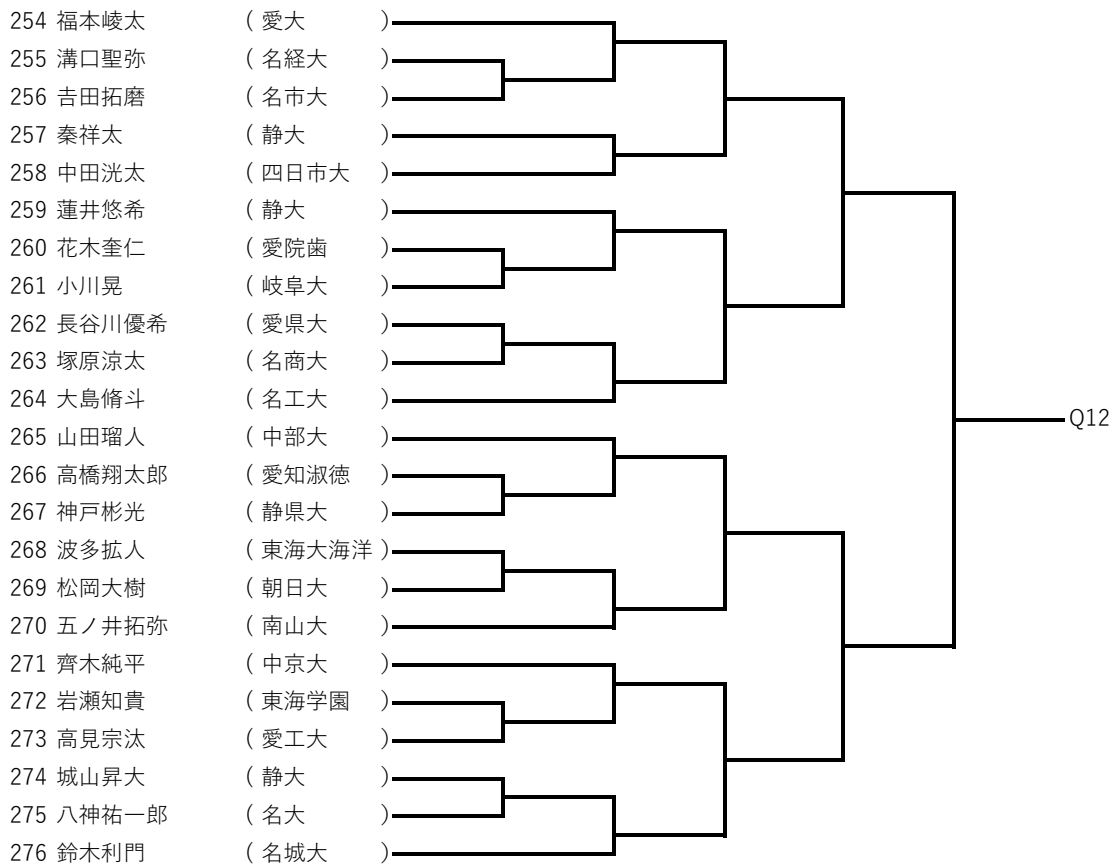 254 福本崚太 ( 愛大 )
255 溝口聖弥 ( 名経大 )
256 𠮷田拓磨 ( 名市大 )
257 秦祥太 ( 静大 )
258 中田洸太 ( 四日市大 )
259 蓮井悠希 ( 静大 )
260 花木奎仁 ( 愛院歯 )
261 小川晃 ( 岐阜大 )
262 長谷川優希 ( 愛県大 )
263 塚原涼太 ( 名商大 )
264 大島脩斗 ( 名工大 )
265 山田瑠人 ( 中部大 )
266 高橋翔太郎 ( 愛知淑徳 )
267 神戸彬光 ( 静県大 )
268 波多拡人 ( 東海大海洋 )
269 松岡大樹 ( 朝日大 )
270 五ノ井拓弥 ( 南山大 )
271 齊木純平 ( 中京大 )
272 岩瀬知貴 ( 東海学園 )
273 高見宗汰 ( 愛工大 )
274 城山昇大 ( 静大 )
275 八神祐一郎 ( 名大 )
276 鈴木利門 ( 名城大 )
Q12